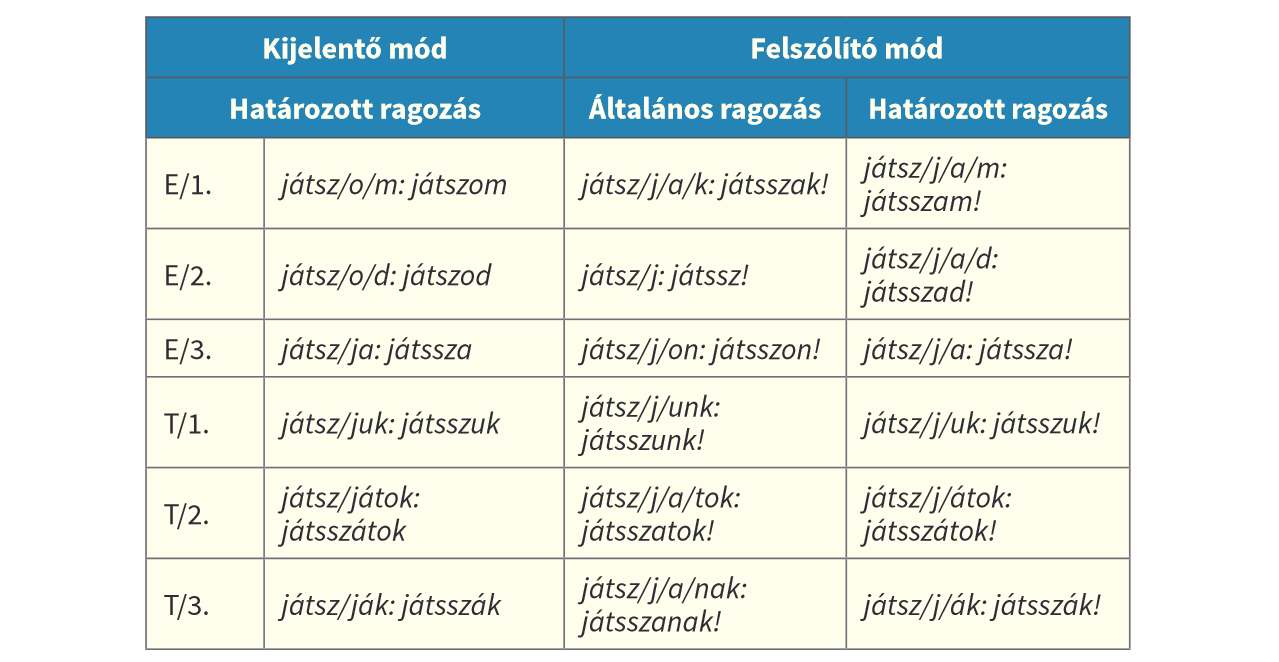 Kijelentő mód Felszólító mód
Határozott ragozás Általános ragozás Határozott ragozás
E/1. játsz/o/m: játszom játsz/j/a/k: játsszak! játsz/j/a/m:
játsszam!
E/2. játsz/o/d: játszod játsz/j: játssz! játsz/j/a/d:
játsszad!
E/3. játsz/ja: játssza játsz/j/on: játsszon! játsz/j/a: játssza!
T/1. játsz/juk: játsszuk játsz/j/unk:
játsszunk! játsz/j/uk: játsszuk!
T/2. játsz/játok:
játsszátok játsz/j/a/tok:
játsszatok! játsz/j/átok:
játsszátok!
T/3. játsz/ják: játsszák játsz/j/a/nak:
játsszanak! játsz/j/ák: játsszák!